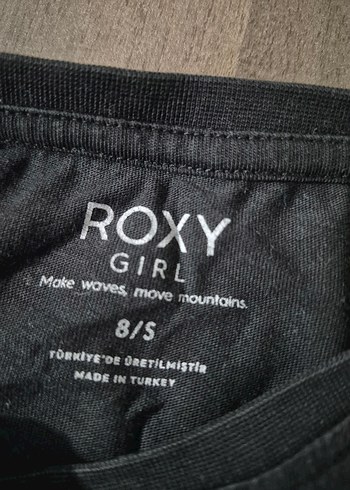 ROXY
GIRL
Make waves, move mountains.
8/S
TÜRKİYE'DE ÜRETİLMİŞTİR
MADE IN TURKEY